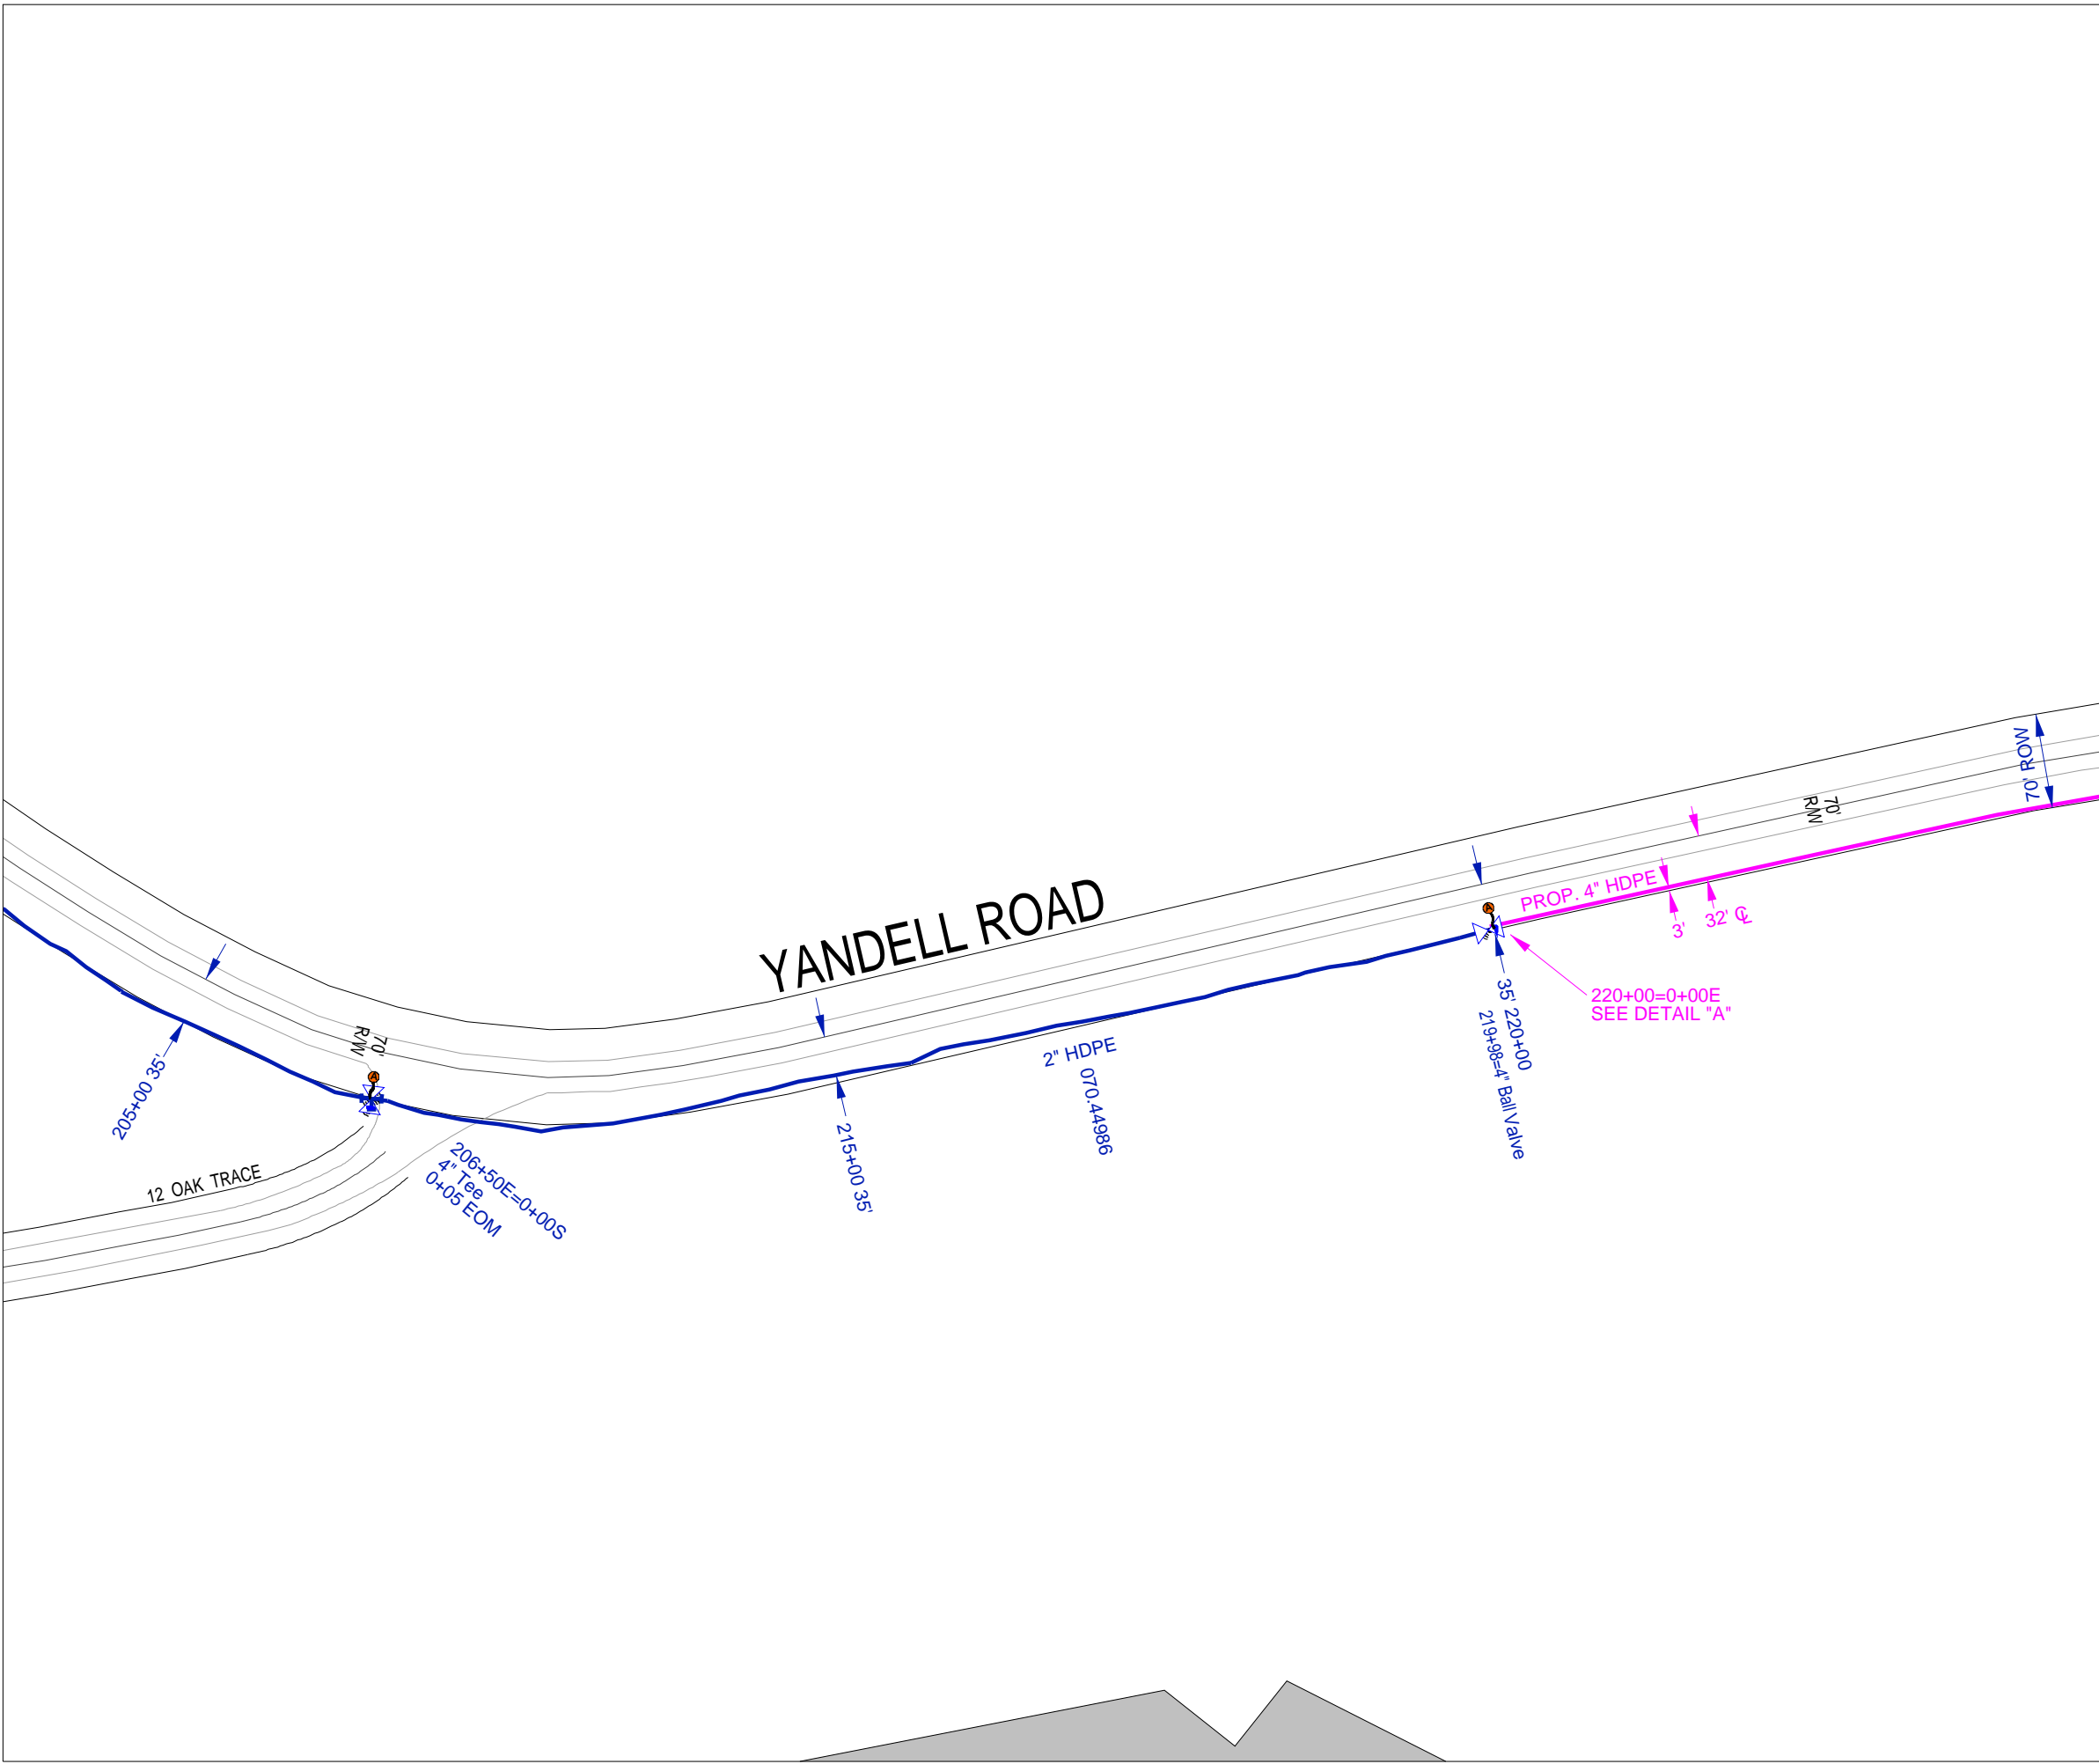 YANDELL ROAD
70' ROW
70'
R/W
PROP. 4" HDPE
3'
32' ℄
A
220+00=0+00E
SEE DETAIL "A"
35' 220+00
219+98=4" Ball Valve
2" HDPE
070.44986
215+00 35'
70'
R/W
A
205+00 35'
206+50E=0+00S
4" Tee
0+05 EOM
12 OAK TRACE